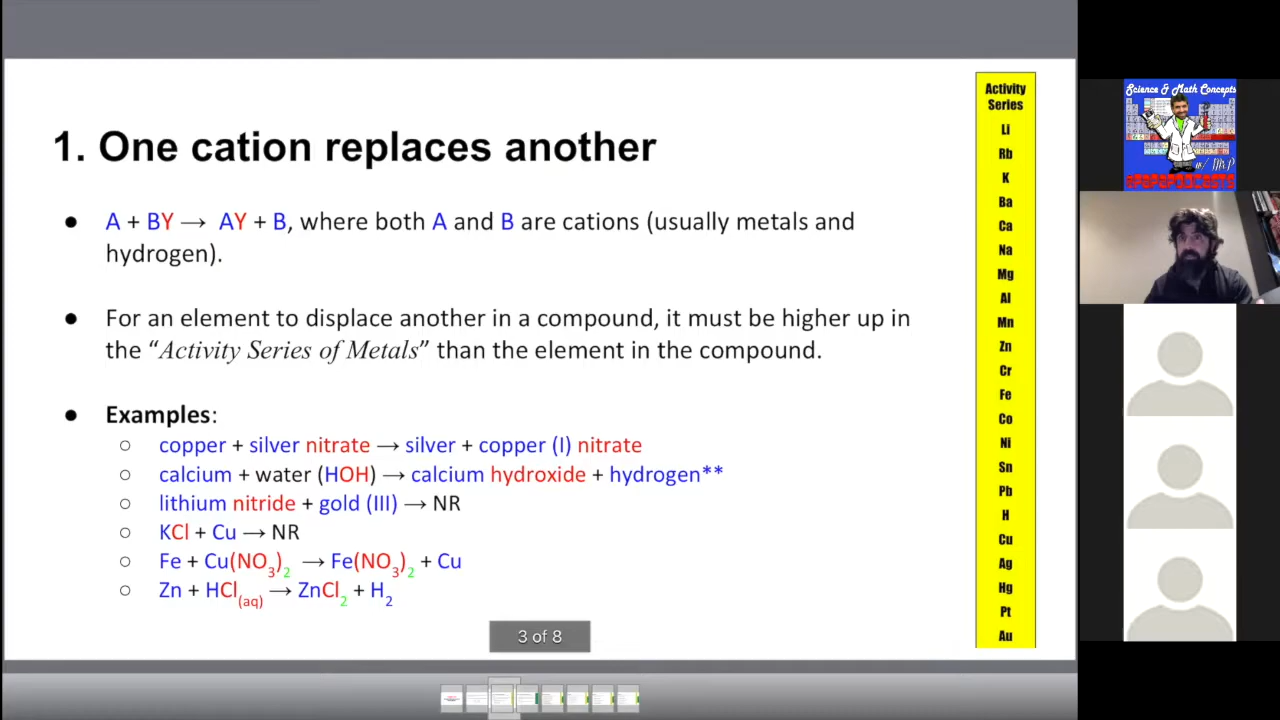 1. One cation replaces another
● A + BY → AY + B, where both A and B are cations (usually metals and
hydrogen).
● For an element to displace another in a compound, it must be higher up in
the “Activity Series of Metals” than the element in the compound.
● Examples:
○ copper + silver nitrate → silver + copper (I) nitrate
○ calcium + water (HOH) → calcium hydroxide + hydrogen**
○ lithium nitride + gold (III) → NR
○ KCl + Cu → NR
○ Fe + Cu(NO₃)₂ → Fe(NO₃)₂ + Cu
○ Zn + HCl(aq) → ZnCl₂ + H₂
3 of 8
Activity
Series
Li
Rb
K
Ba
Ca
Na
Mg
Al
Mn
Zn
Cr
Fe
Co
Ni
Sn
Pb
H
Cu
Ag
Hg
Pt
Au
Science & Math Concepts
w/ Mr.P